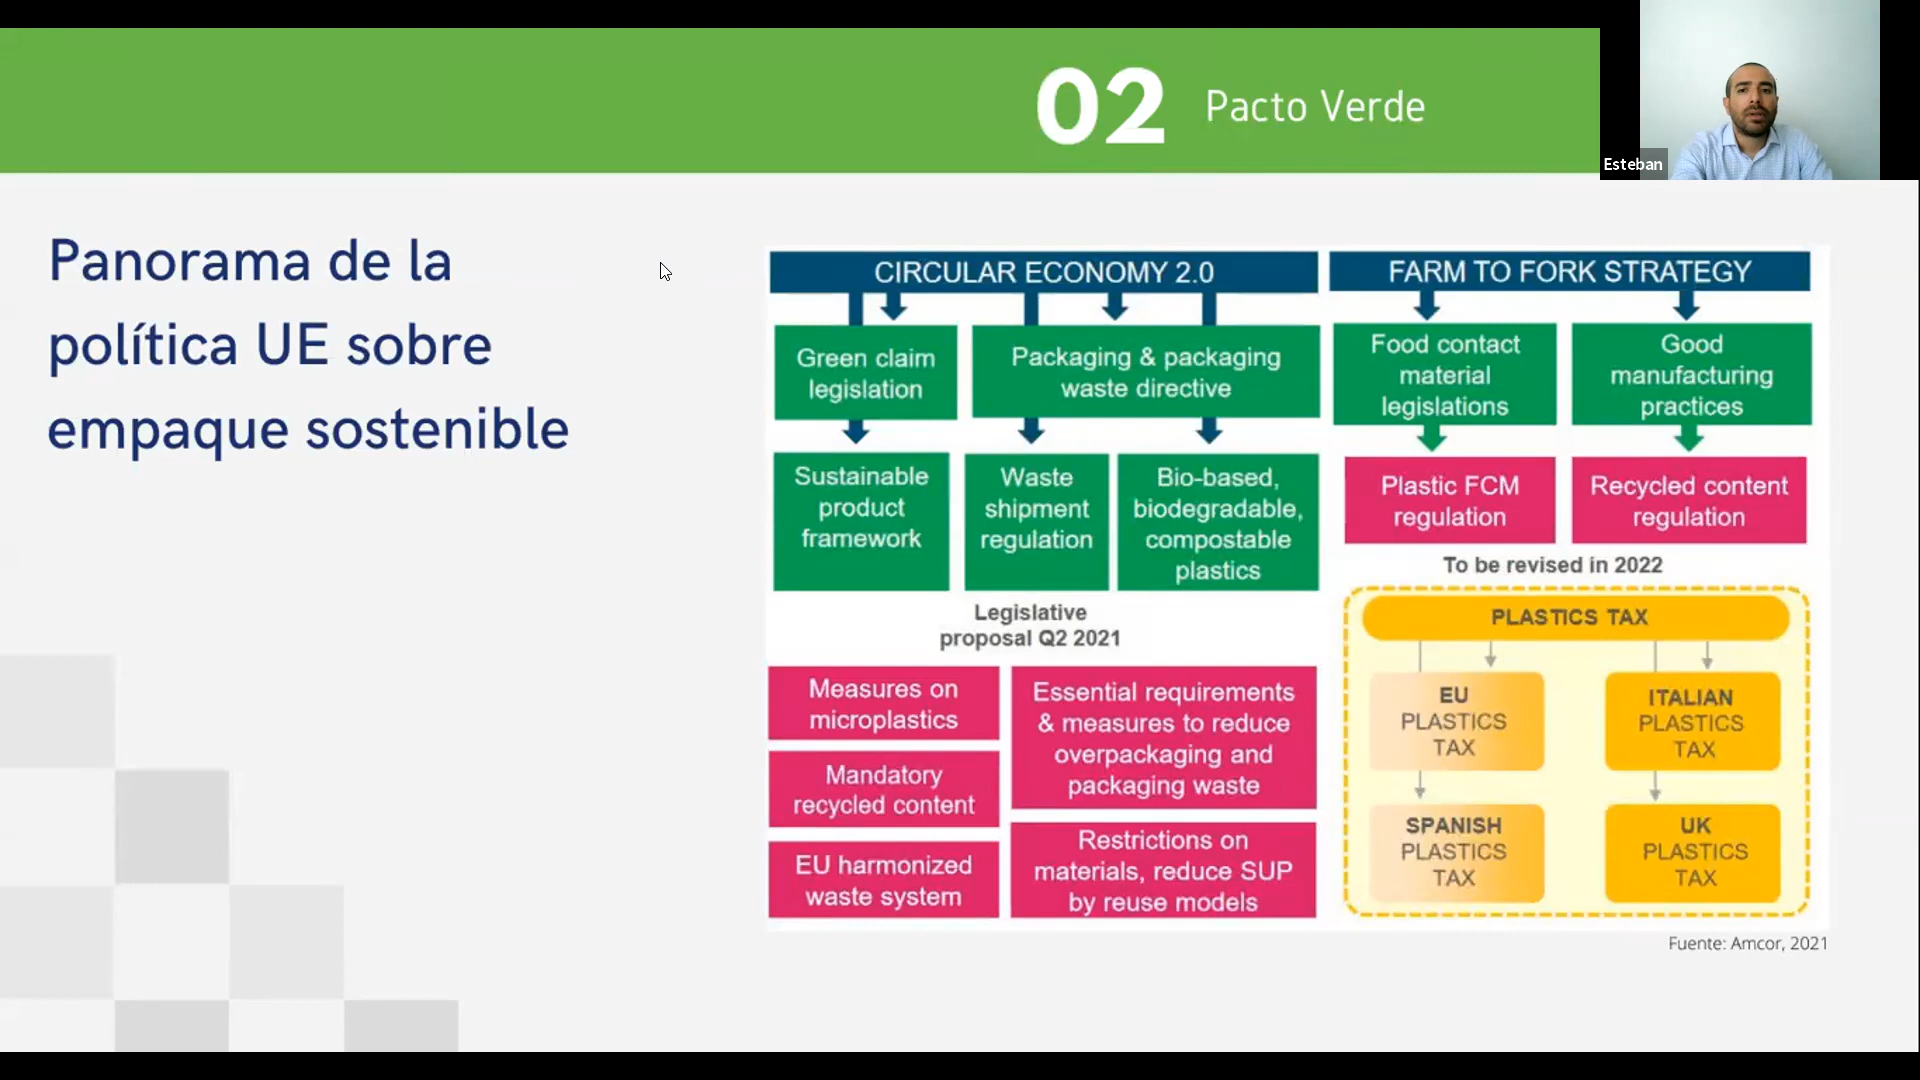 02 Pacto Verde
Esteban
Panorama de la
política UE sobre
empaque sostenible
CIRCULAR ECONOMY 2.0
Green claim
legislation
Packaging & packaging
waste directive
Sustainable
product
framework
Waste
shipment
regulation
Bio-based,
biodegradable,
compostable
plastics
Legislative
proposal Q2 2021
Measures on
microplastics
Mandatory
recycled content
EU harmonized
waste system
Essential requirements
& measures to reduce
overpackaging and
packaging waste
Restrictions on
materials, reduce SUP
by reuse models
FARM TO FORK STRATEGY
Food contact
material
legislations
Good
manufacturing
practices
Plastic FCM
regulation
Recycled content
regulation
To be revised in 2022
PLASTICS TAX
EU
PLASTICS
TAX
ITALIAN
PLASTICS
TAX
SPANISH
PLASTICS
TAX
UK
PLASTICS
TAX
Fuente: Amcor, 2021